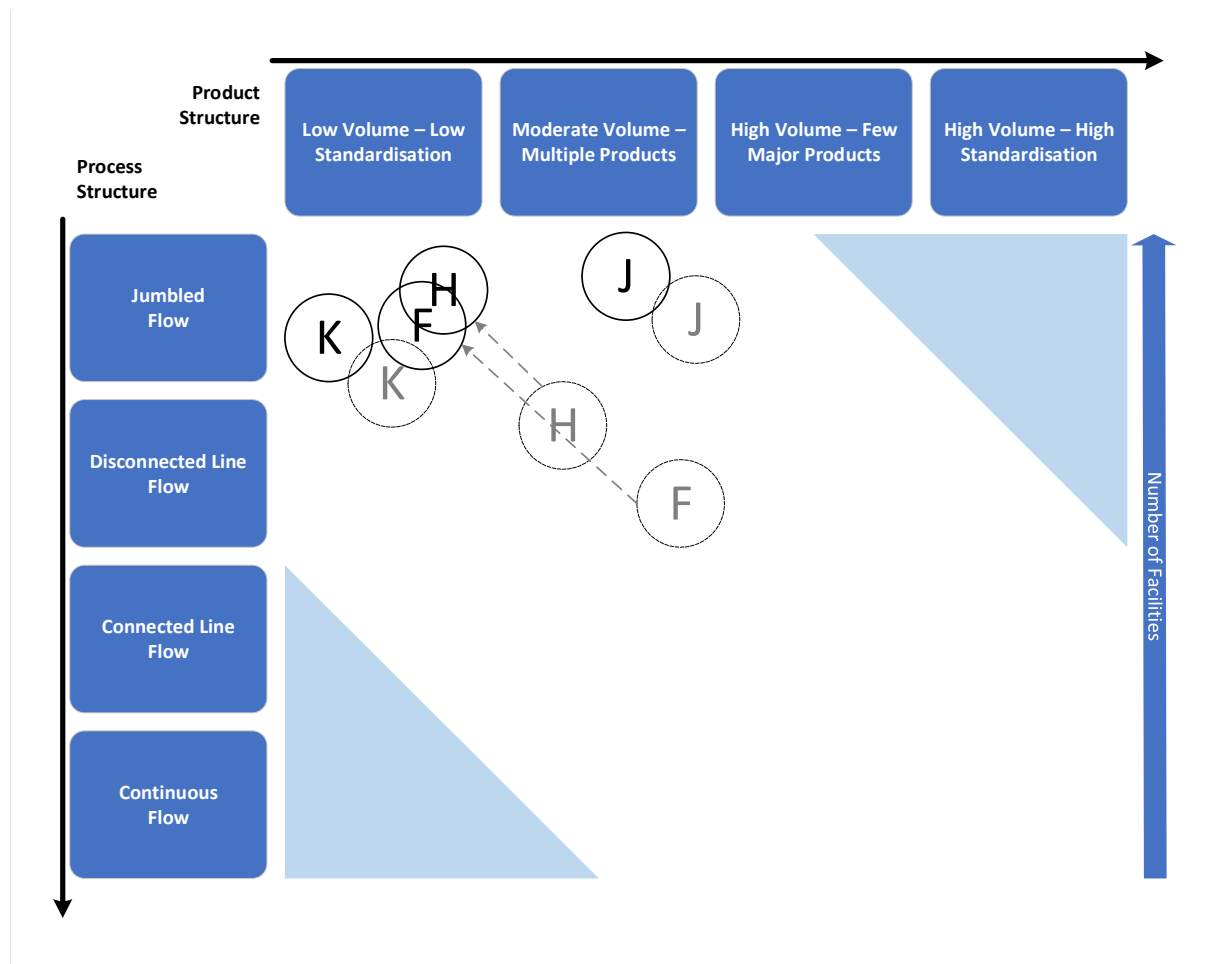 Product
Structure
Process
Structure
Low Volume – Low
Standardisation
Moderate Volume –
Multiple Products
High Volume – Few
Major Products
High Volume – High
Standardisation
Jumbled
Flow
Disconnected Line
Flow
Connected Line
Flow
Continuous
Flow
H
J
F
K
J
K
H
F
Number of Facilities